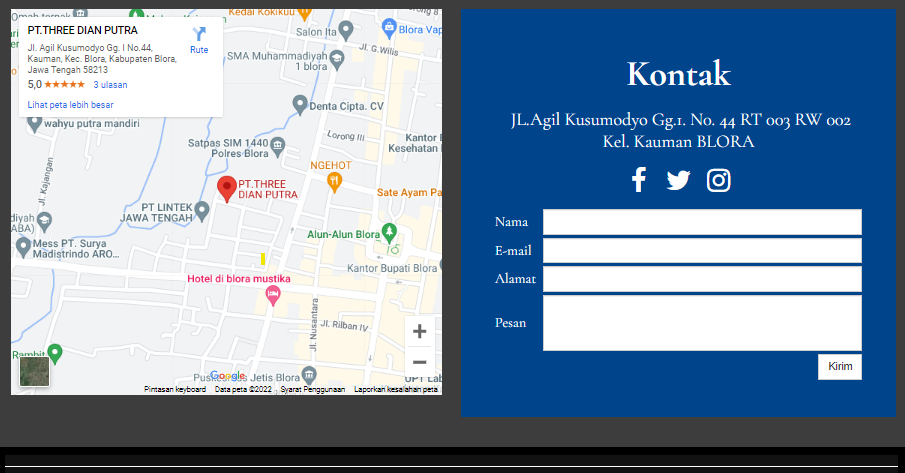 PT.THREE DIAN PUTRA
Jl. Agil Kusumodyo Gg. I No.44,
Kauman, Kec. Blora, Kabupaten Blora,
Jawa Tengah 58213
5,0 3 ulasan
Lihat peta lebih besar
Rute
Kedai Kokikuu
Salon Ita
Blora Vap
Jl. G.Wilis
SMA Muhammadiyah
1 blora
Denta Cipta. CV
wahyu putra mandiri
Lorong III
Satpas SIM 1440
Polres Blora
Kantor B
Kesehatan
NGEHOT
Jl. Kajangan
PT.THREE
DIAN PUTRA
Sate Ayam Pa
PT LINTEK
JAWA TENGAH
Alun-Alun Blora
Mess PT. Surya
Madistrindo ARO...
Kantor Bupati Blora
Hotel di blora mustika
Jl. Nusantara
Jl. Rilban IV
Rambit
Puskesmas Jetis Blora
UPT Lab
Google
Pintasan keyboard Data peta ©2022 Syarat Penggunaan Laporkan kesalahan peta
Kontak
JL.Agil Kusumodyo Gg.1. No. 44 RT 003 RW 002
Kel. Kauman BLORA
Nama
E-mail
Alamat
Pesan
Kirim